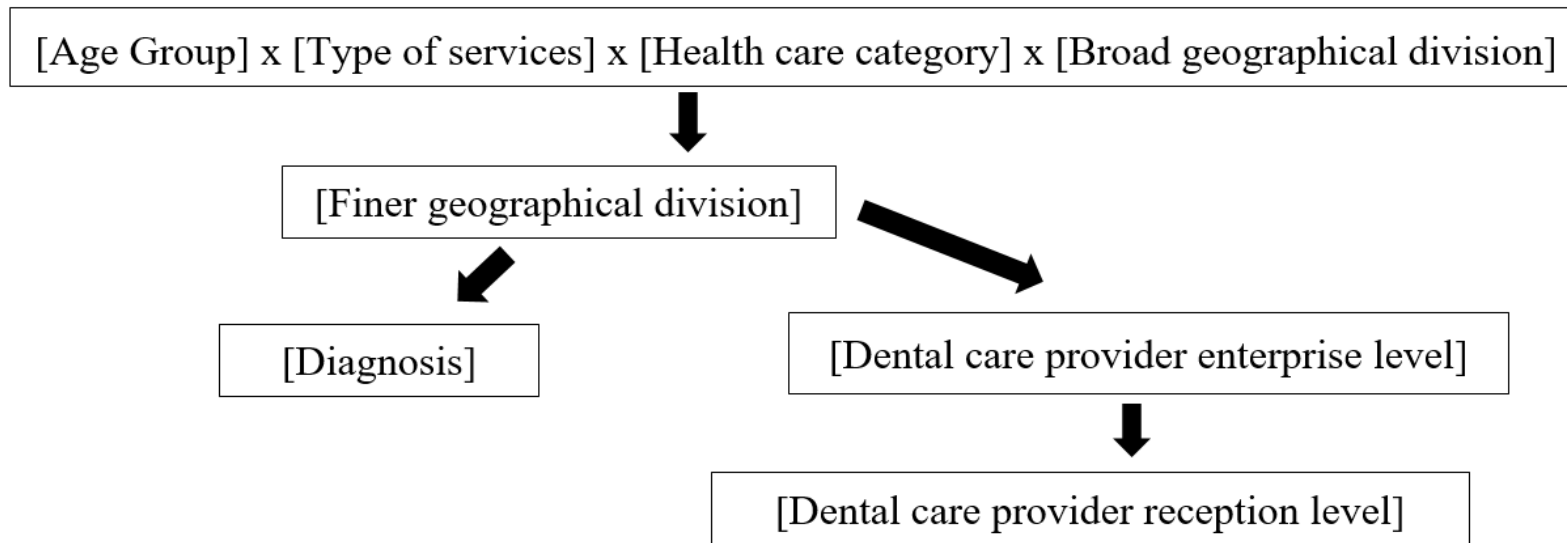 [Age Group] x [Type of services] x [Health care category] x [Broad geographical division]
[Finer geographical division]
[Diagnosis]
[Dental care provider enterprise level]
[Dental care provider reception level]